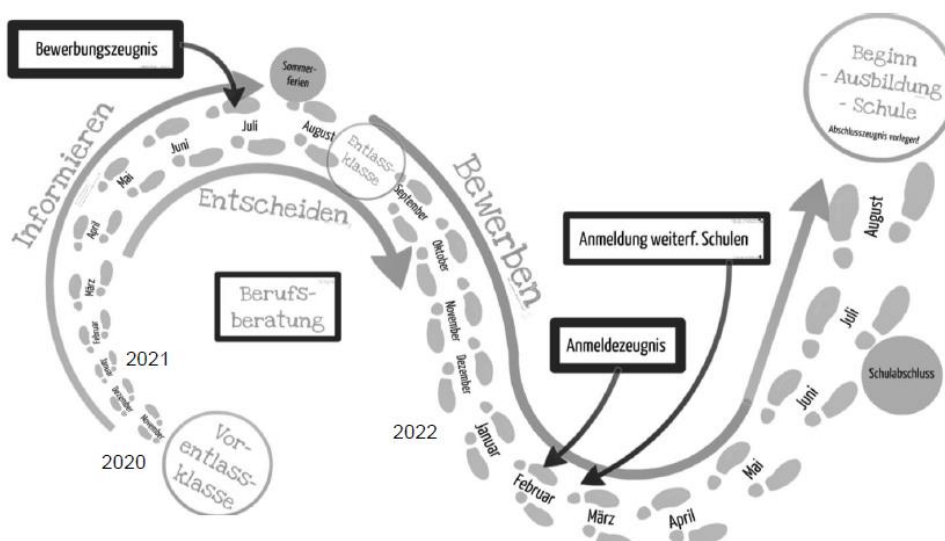 Bewerbungszeugnis
Sommer-
ferien
Informieren
Juli
Juni
August
Mai
April
März
Februar
Januar
Dezember
November
Entscheiden
Entlass-
klasse
Berufs-
beratung
2021
2020
Vor-
entlass-
klasse
Bewerben
September
Oktober
November
Dezember
2022
Januar
Februar
März
April
Mai
Juni
Juli
August
Anmeldung weiterf. Schulen
Anmeldezeugnis
Schulabschluss
Beginn
- Ausbildung
- Schule
Abschlusszeugnis vorlegen!